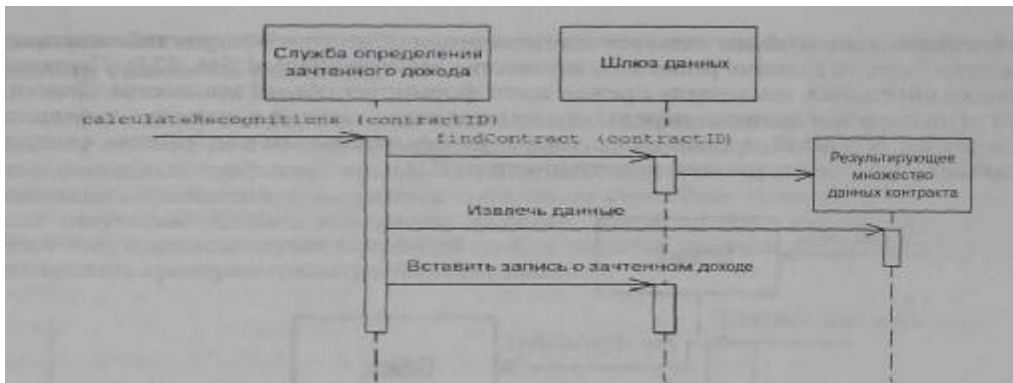 Служба определения
зачтенного дохода
Шлюз данных
calculateRecognitions (contractID)
findContract (contractID)
Результирующее
множество
данных контракта
Извлечь данные
Вставить запись о зачтенном доходе